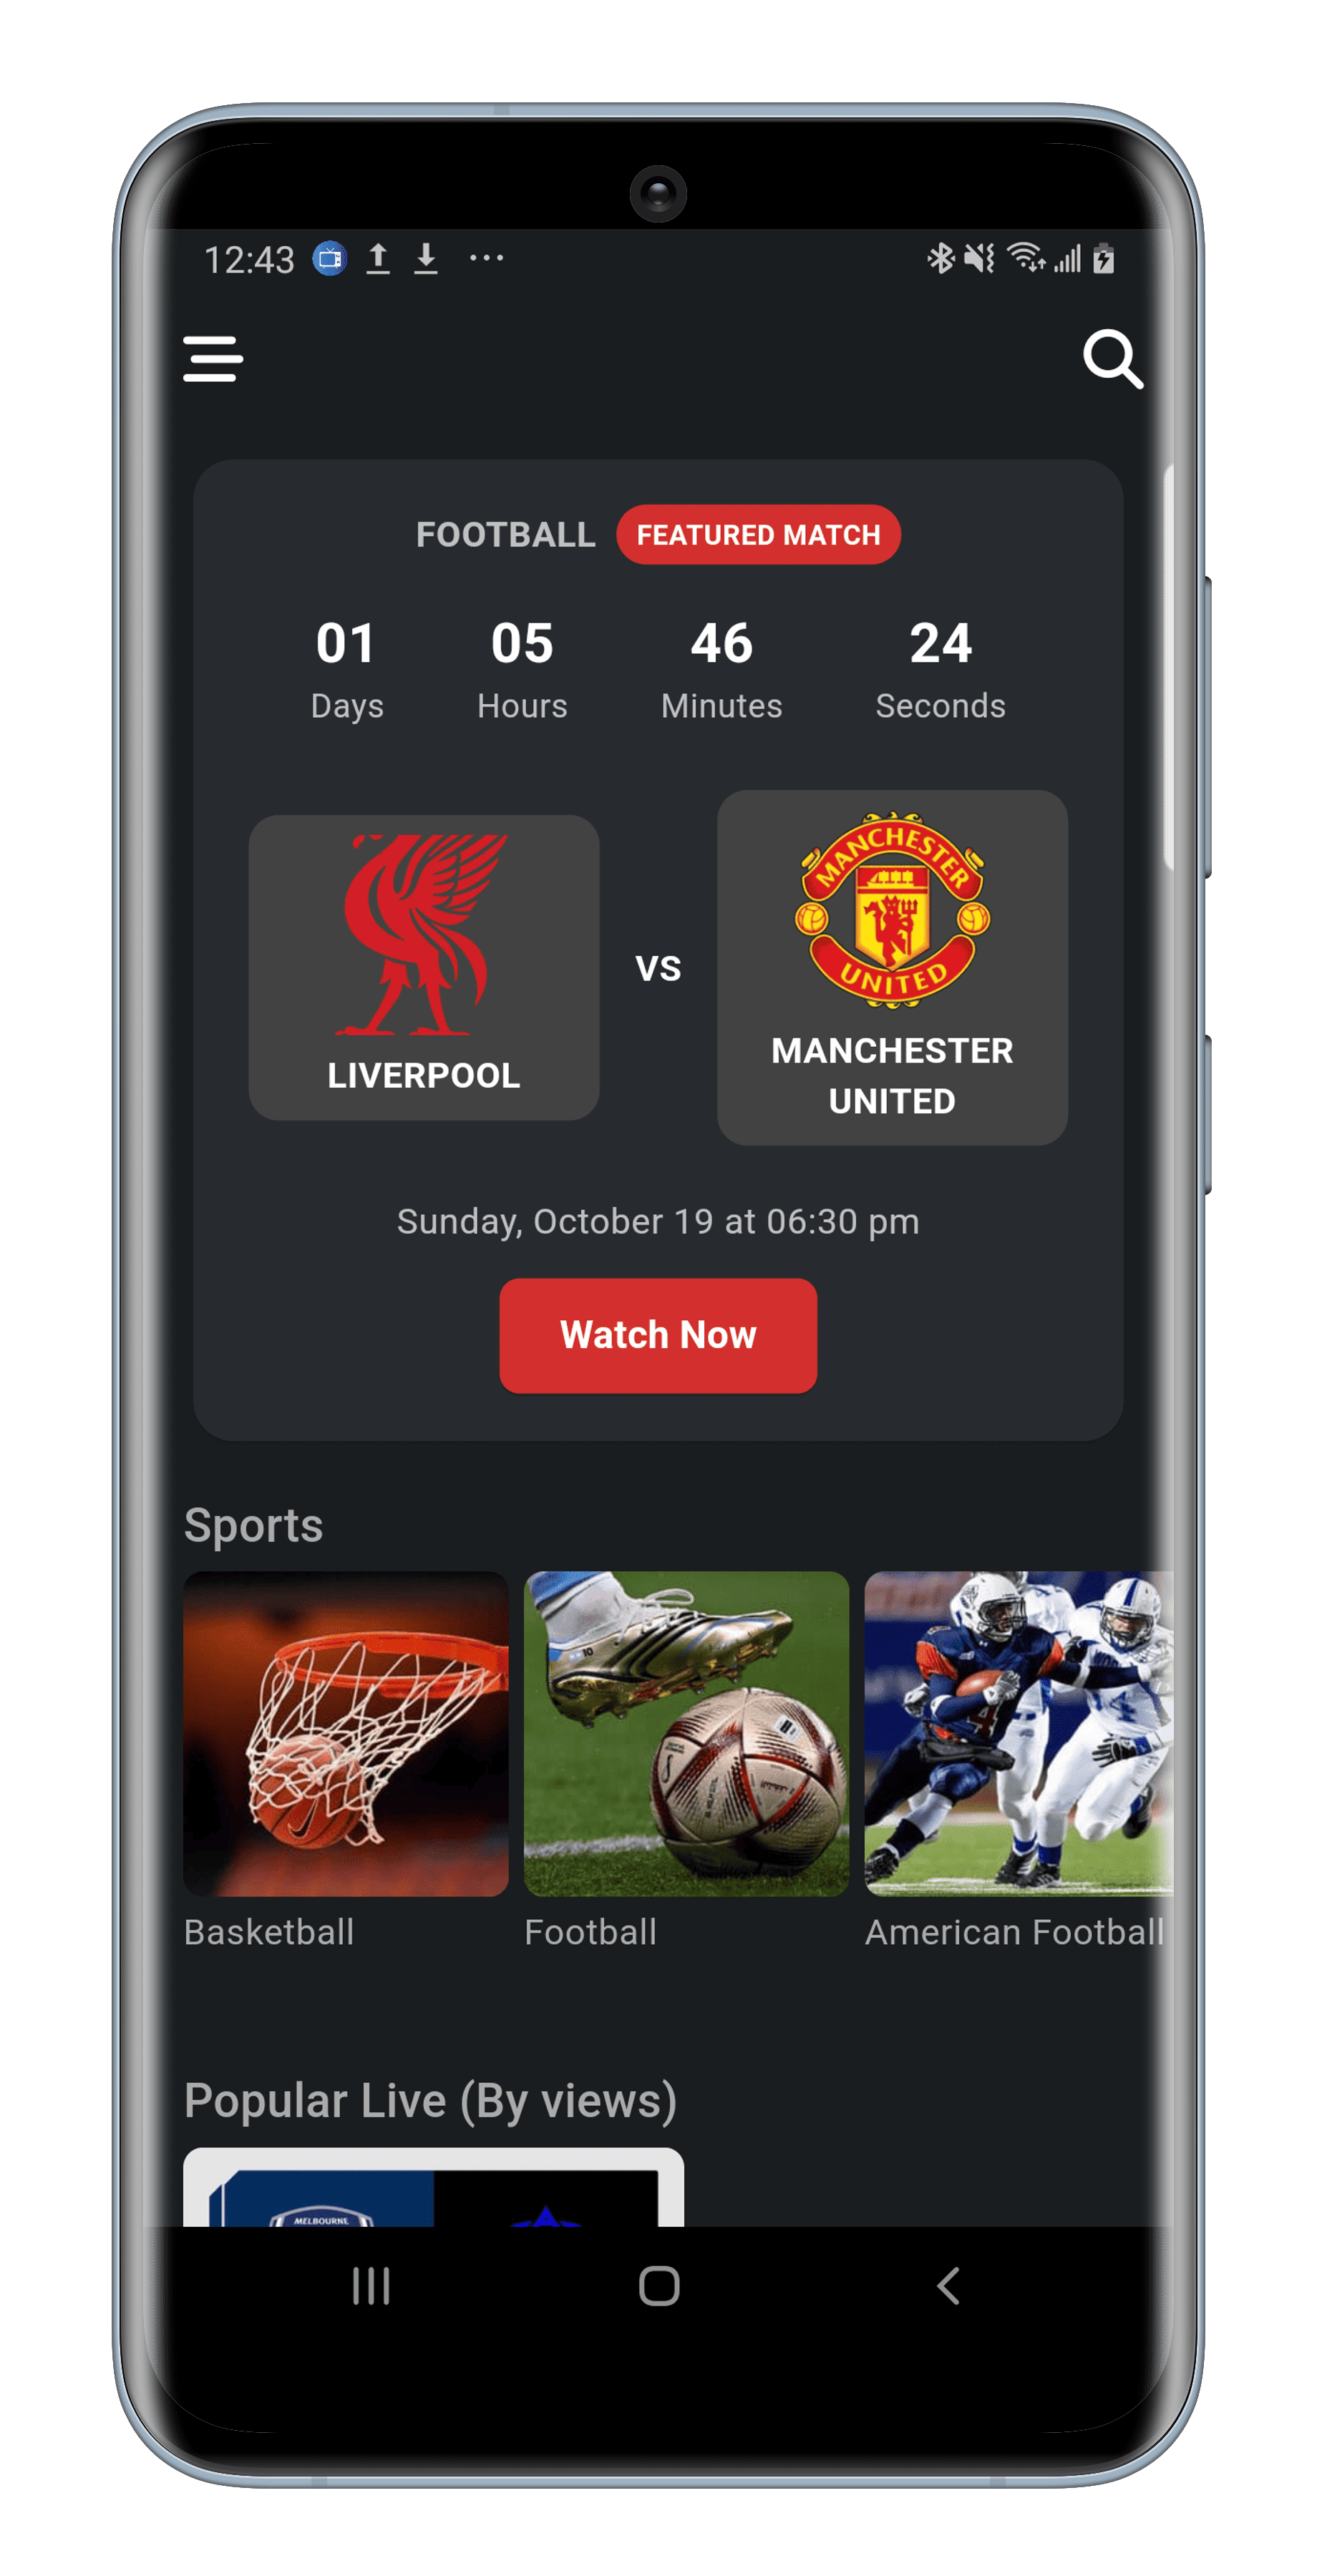 12:43
FOOTBALL FEATURED MATCH
01 05 46 24
Days Hours Minutes Seconds
MANCHESTER
UNITED
VS
LIVERPOOL
MANCHESTER
UNITED
Sunday, October 19 at 06:30 pm
Watch Now
Sports
10
4
Basketball Football American Football
Popular Live (By views)
MELBOURNE